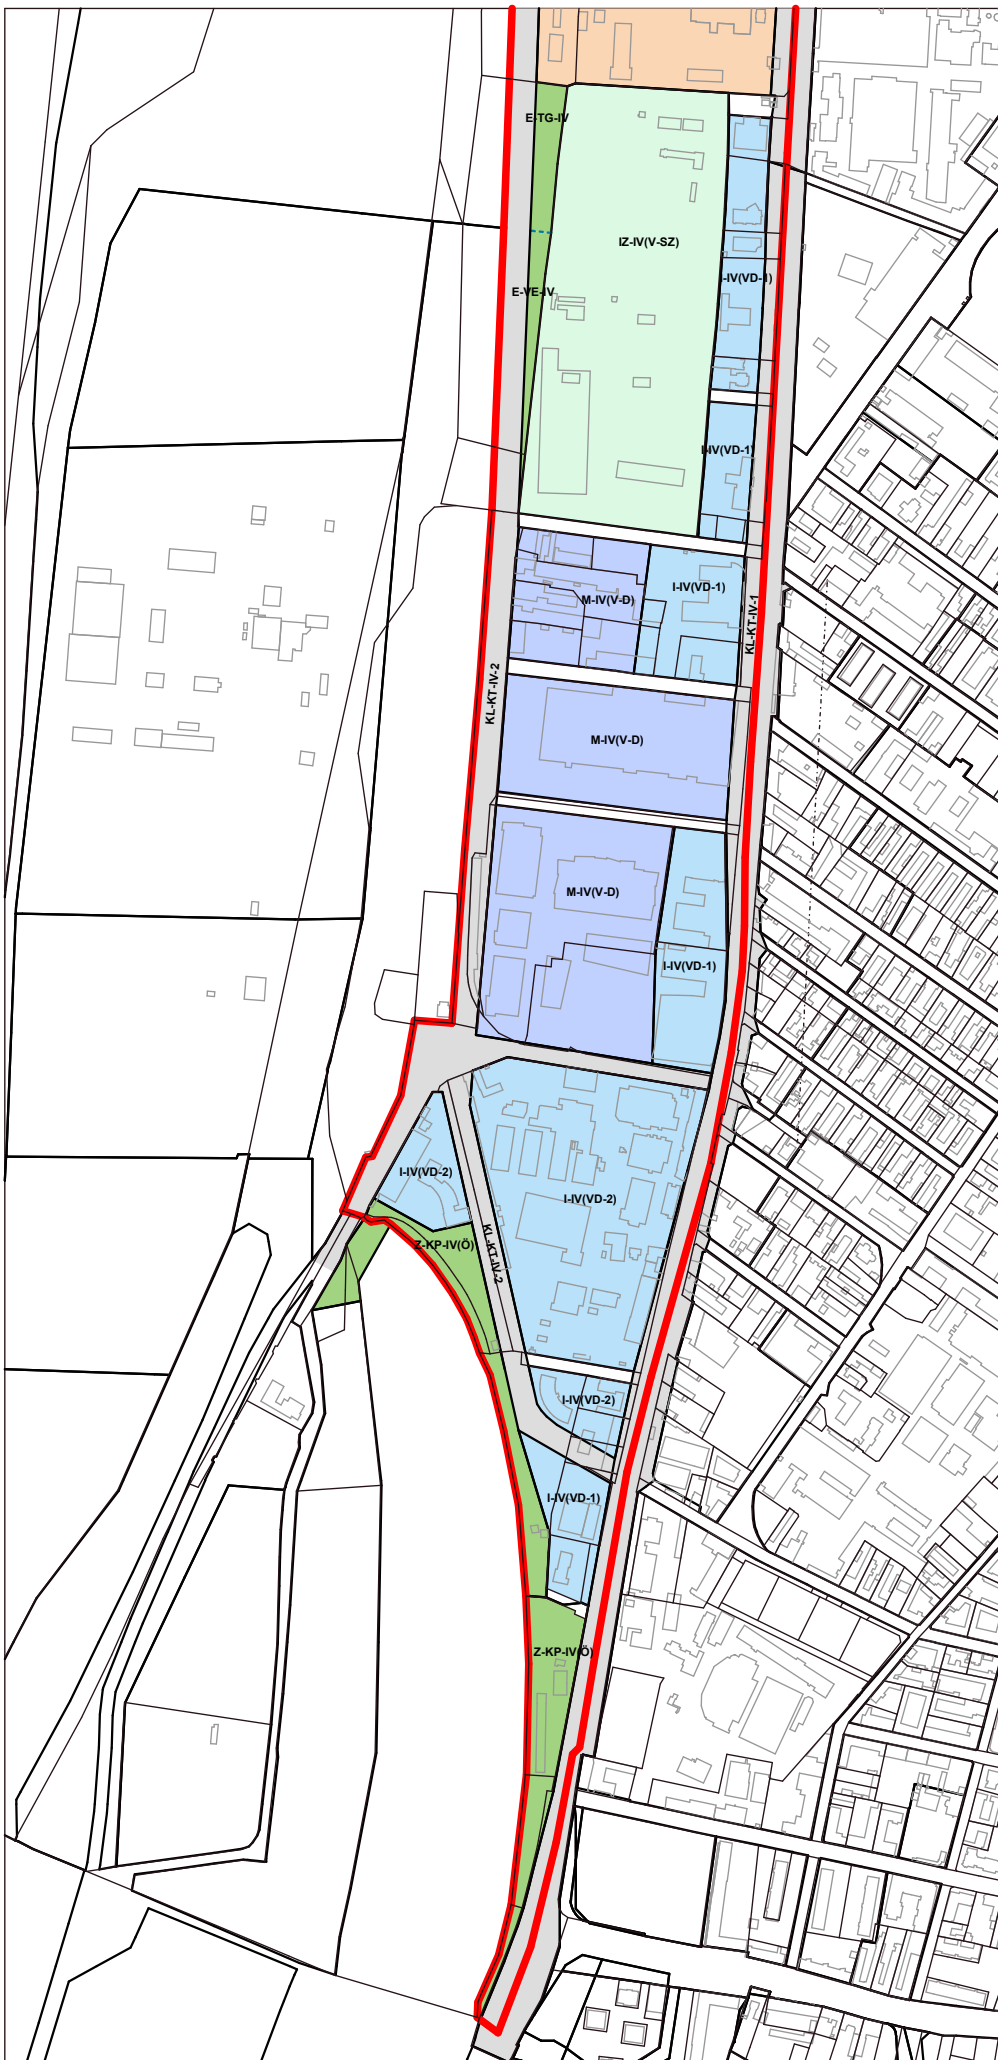 E-TG-IV
IZ-IV(V-SZ)
I-IV(VD-1)
E-VE-IV
I-IV(VD-1)
I-IV(VD-1)
M-IV(V-D)
KL-KT-IV-1
KL-KT-IV-2
M-IV(V-D)
M-IV(V-D)
I-IV(VD-1)
I-IV(VD-2)
I-IV(VD-2)
Z-KP-IV(Ö)
KL-KT-IV-2
I-IV(VD-2)
I-IV(VD-1)
Z-KP-IV(Ö)